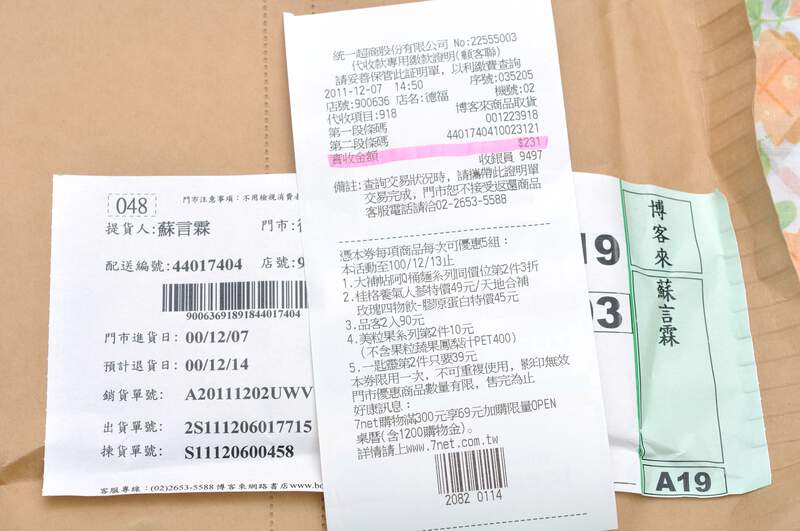 統一超商股份有限公司 No:22555003
代收款專用繳款證明(顧客聯)
請妥善保管此証明單，以利繳費查詢
2011-12-07 14:50 序號:035205
店號:900636 店名:德福 機號:02
代收項目:918 博客來商品取貨
第一段條碼 001223918
第二段條碼 4401740410023121
實收金額 $231
收銀員 9497
備註:查詢交易狀況時，請攜帶此證明單
交易完成，門市恕不接受返還商品
客服電話請洽02-2653-5588
憑本券每項商品每次可優惠5組：
本活動至100/12/13止
1.大補帖/阿Q桶麵系列同價位第2件3折
2.桂格養氣人蔘特價49元/天地合補
玫瑰四物飲-膠原蛋白特價45元
3.品客2入90元
4.美粒果系列第2件10元
(不含果粒蔬果鳳梨汁PET400)
5.一匙靈第2件只要39元
本券限用一次，不可重複使用，影印無效
門市優惠商品數量有限，售完為止
好康訊息：
7net購物滿300元享69元加購限量OPEN
桌曆(含1200購物金)。
詳情請上www.7net.com.tw
2082 0114
048
門市注意事項：不用檢視消費者
提貨人:蘇言霖 門市:
配送編號:44017404 店號:9
90063691891844017404
門市進貨日: 00/12/07
預計退貨日: 00/12/14
銷貨單號: A20111202UWV
出貨單號: 2S111206017715
揀貨單號: S11120600458
客服專線：(02)2653-5588 博客來網路書店www.bo
19
03
博客來
蘇言霖
A19